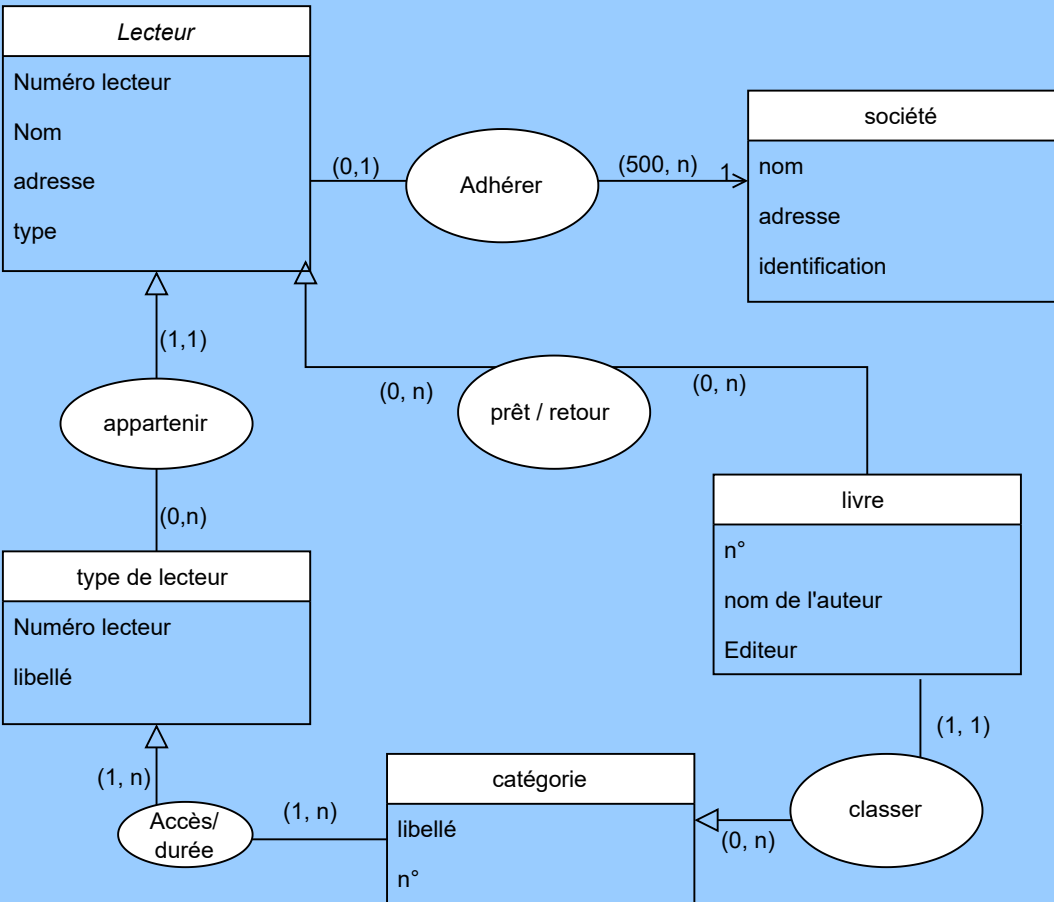 Lecteur
Numéro lecteur
Nom
adresse
type
(0,1)
Adhérer
(500, n)
1
société
nom
adresse
identification
(1,1)
appartenir
(0,n)
(0, n)
prêt / retour
(0, n)
livre
n°
nom de l'auteur
Editeur
type de lecteur
Numéro lecteur
libellé
(1, n)
Accès/
durée
(1, n)
catégorie
libellé
n°
(1, 1)
classer
(0, n)